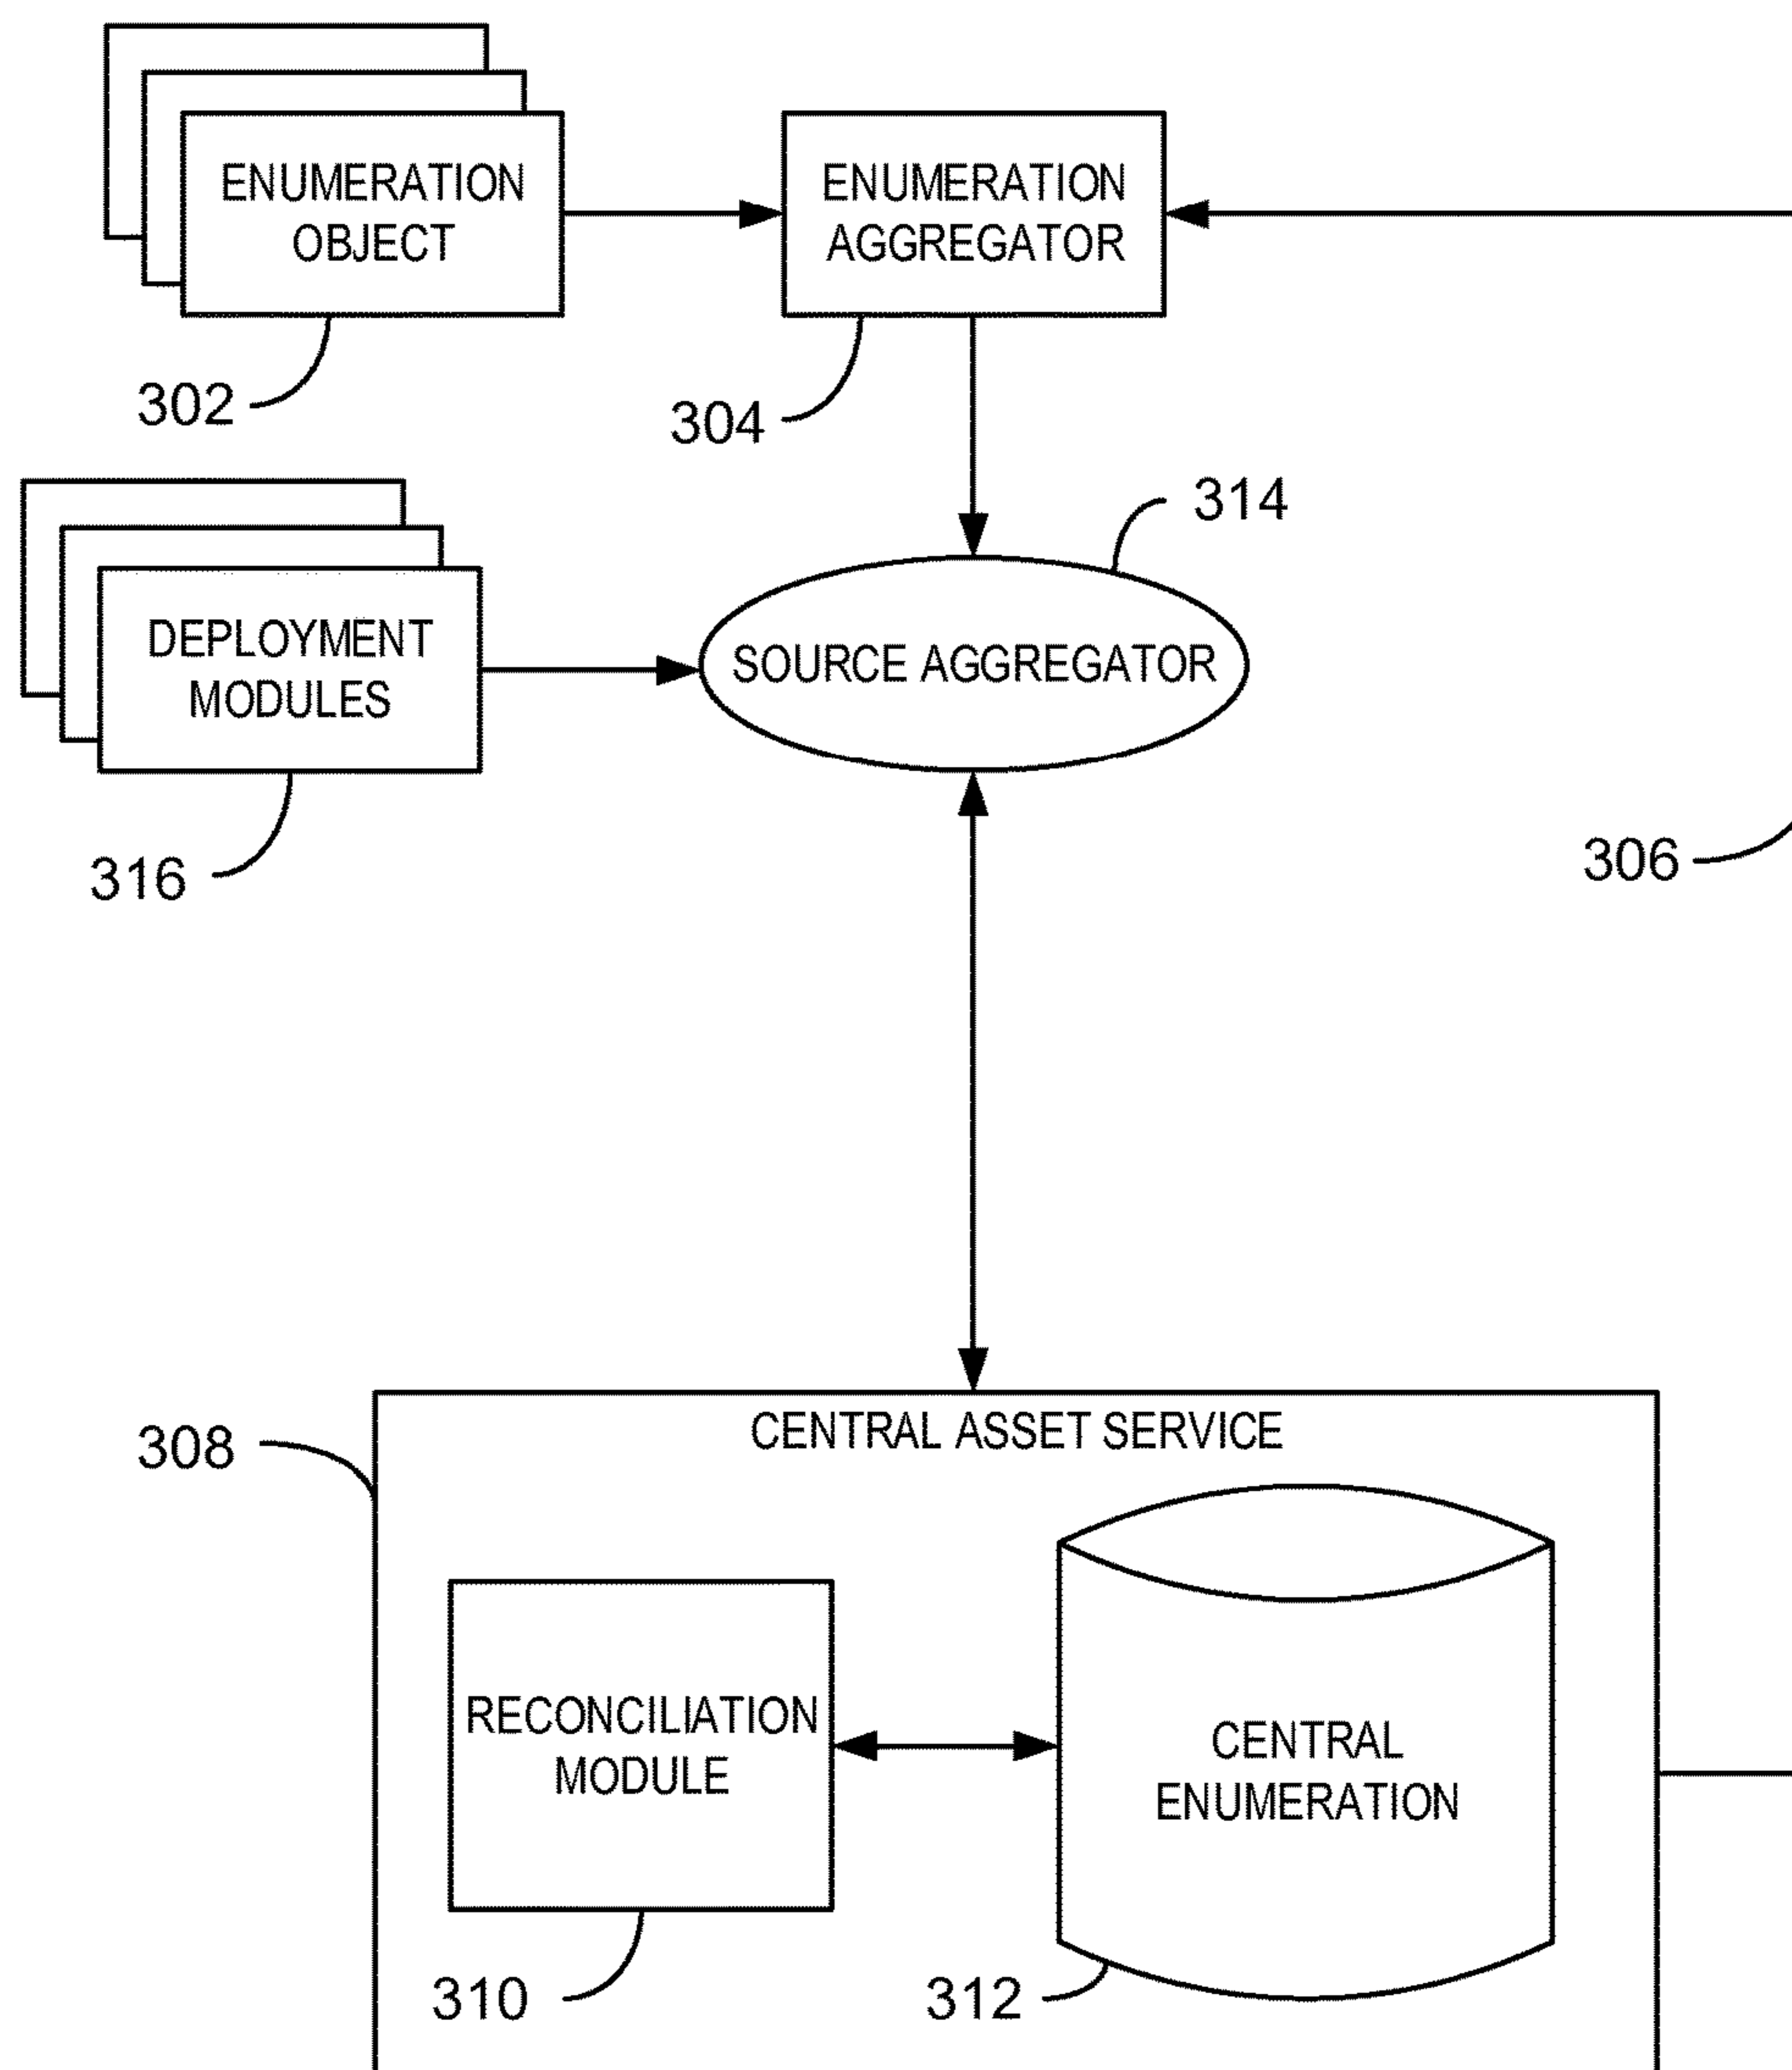 ENUMERATION
OBJECT
ENUMERATION
AGGREGATOR
302
304
314
DEPLOYMENT
MODULES
SOURCE AGGREGATOR
316
306
308
CENTRAL ASSET SERVICE
RECONCILIATION
MODULE
CENTRAL
ENUMERATION
310
312